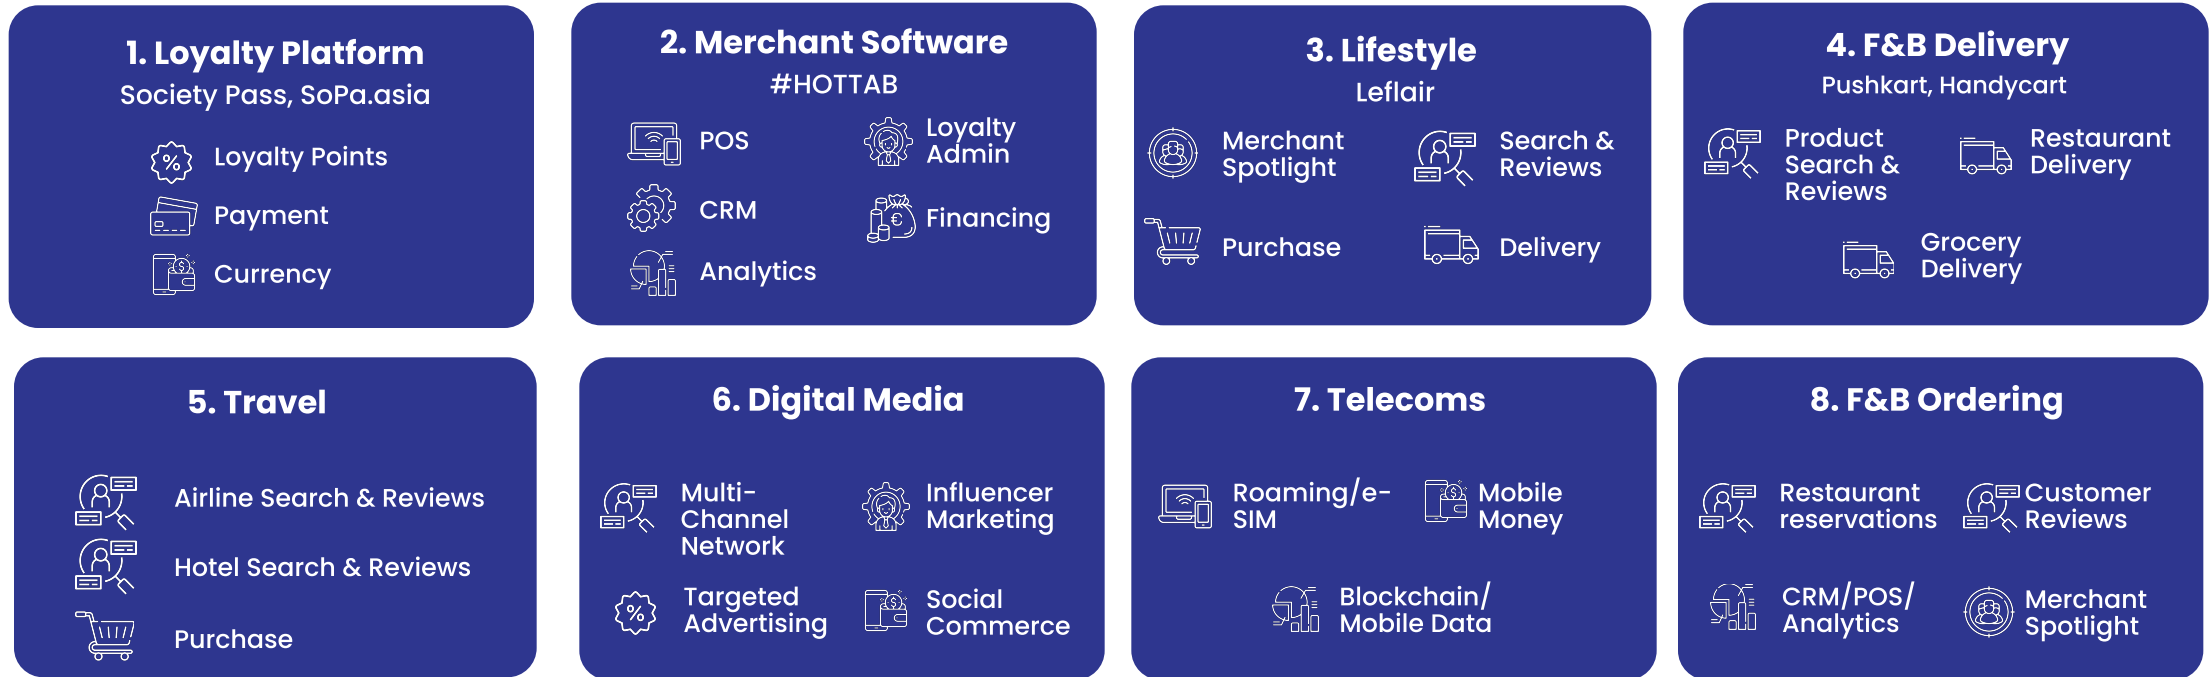 1. Loyalty Platform
Society Pass, SoPa.asia
%
Loyalty Points
Payment
$
Currency
2. Merchant Software
#HOTTAB
POS
Loyalty
Admin
CRM
€
Financing
Analytics
3. Lifestyle
Leflair
Merchant
Spotlight
Search &
Reviews
Purchase
Delivery
4. F&B Delivery
Pushkart, Handycart
Product
Search &
Reviews
Restaurant
Delivery
Grocery
Delivery
5. Travel
Airline Search & Reviews
Hotel Search & Reviews
Purchase
6. Digital Media
Multi-
Channel
Network
Influencer
Marketing
%
Targeted
Advertising
$
Social
Commerce
7. Telecoms
Roaming/e-
SIM
$
Mobile
Money
Blockchain/
Mobile Data
8. F&B Ordering
Restaurant
reservations
Customer
Reviews
CRM/POS/
Analytics
Merchant
Spotlight